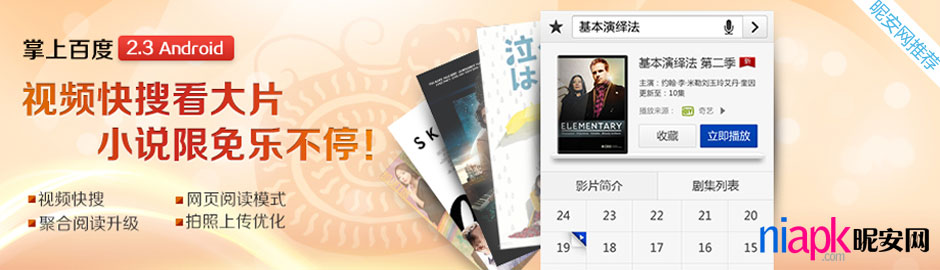 掌上百度 2.3 Android
视频快搜看大片
小说限免乐不停！
视频快搜
网页阅读模式
聚合阅读升级
拍照上传优化
泣
は
基本演绎法
基本演绎法 第二季
主演：约翰·李·米勒刘玉玲艾丹·奎因
更新至：10集
播放来源： 奇艺
ELEMENTARY
收藏
立即播放
影片简介
剧集列表
24 23 22 21 20
19 18 17 16 15
昵安网推荐
niapk.com 昵安网